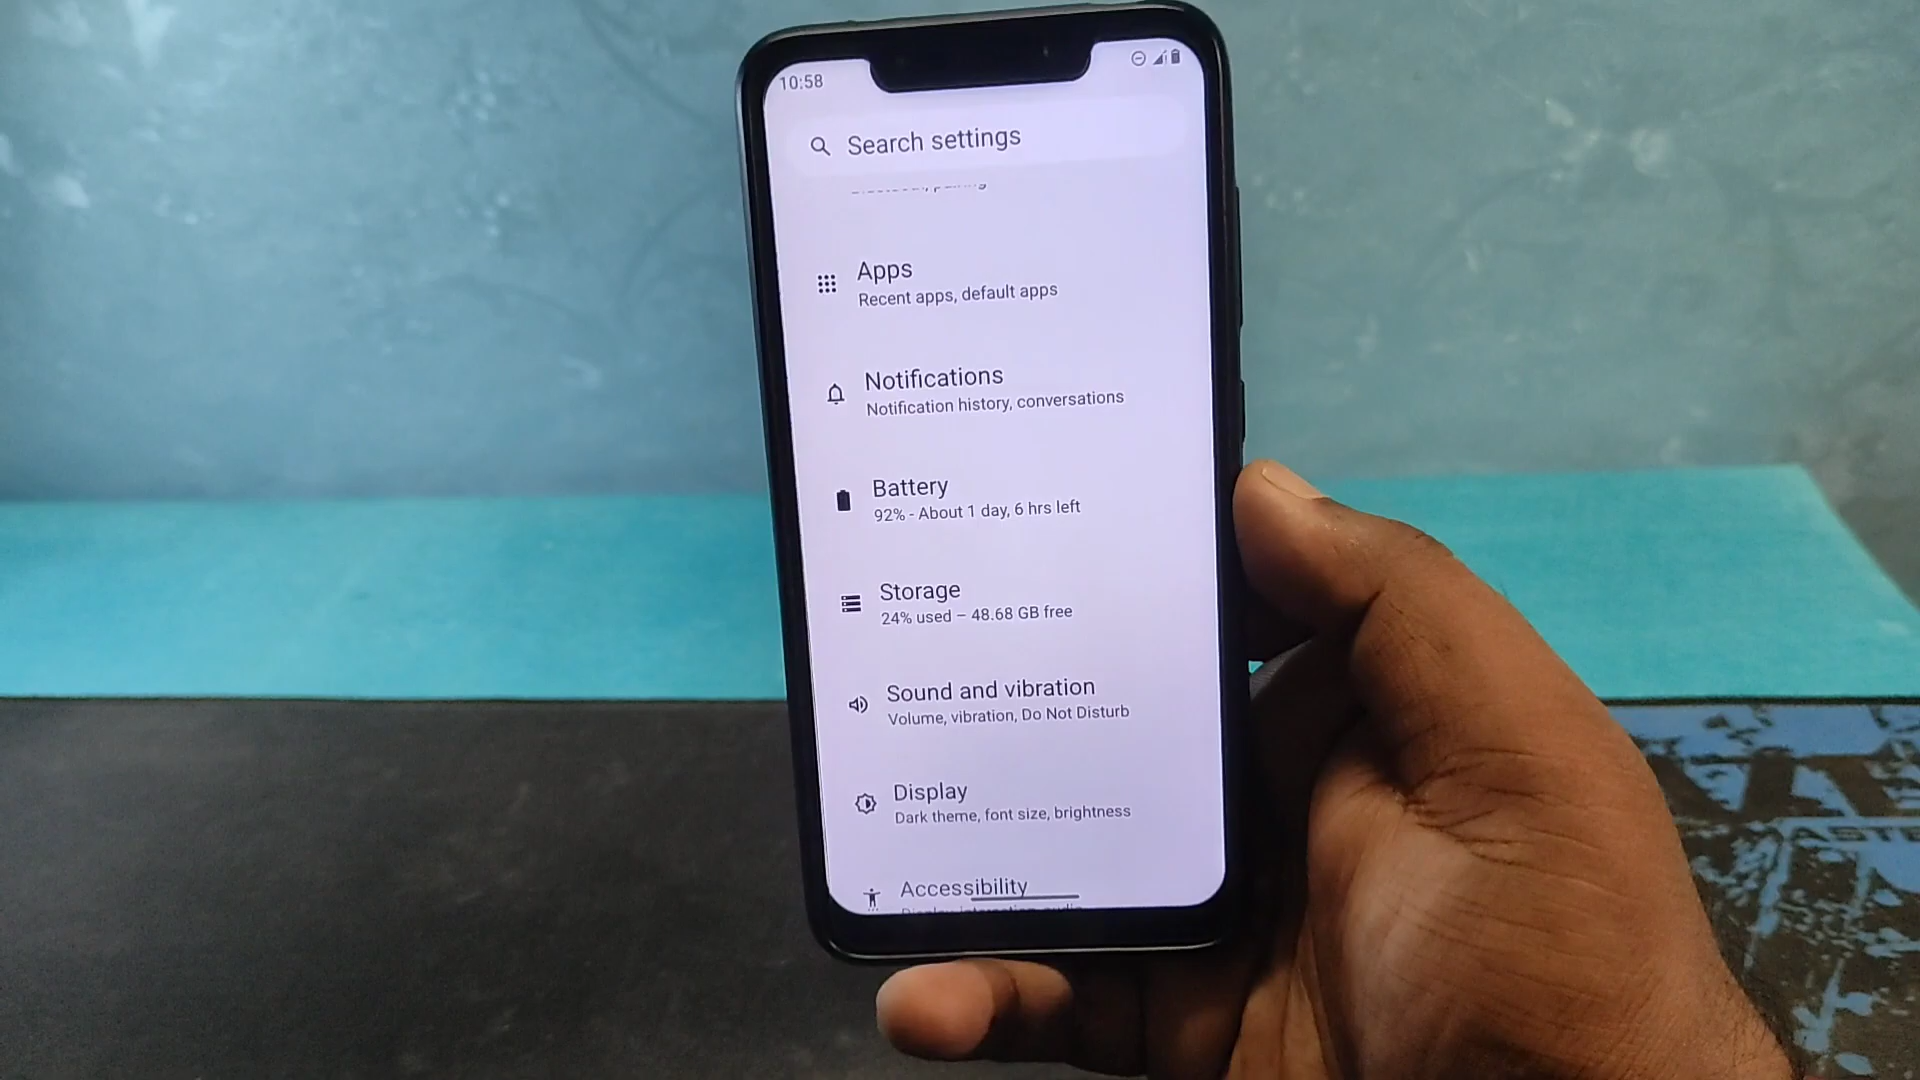 10:58
Search settings
Apps
Recent apps, default apps
Notifications
Notification history, conversations
Battery
92% - About 1 day, 6 hrs left
Storage
24% used – 48.68 GB free
Sound and vibration
Volume, vibration, Do Not Disturb
Display
Dark theme, font size, brightness
Accessibility